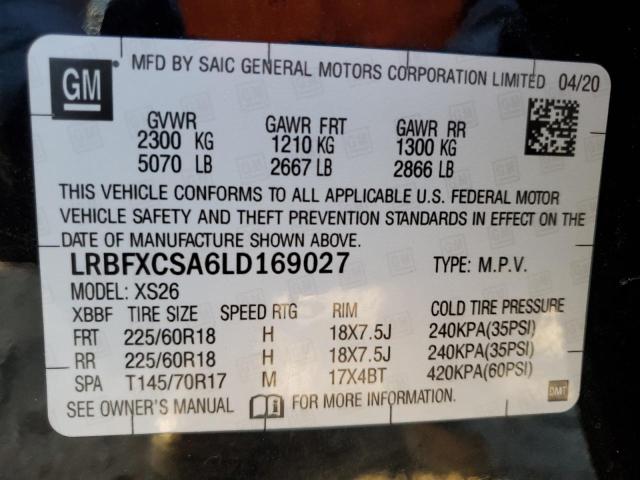 GM MFD BY SAIC GENERAL MOTORS CORPORATION LIMITED 04/20
GVWR GAWR FRT GAWR RR
2300 KG 1210 KG 1300 KG
5070 LB 2667 LB 2866 LB
THIS VEHICLE CONFORMS TO ALL APPLICABLE U.S. FEDERAL MOTOR
VEHICLE SAFETY AND THEFT PREVENTION STANDARDS IN EFFECT ON THE
DATE OF MANUFACTURE SHOWN ABOVE.
LRBFXCSA6LD169027 TYPE: M.P.V.
MODEL: XS26
XBBF TIRE SIZE SPEED RTG RIM COLD TIRE PRESSURE
FRT 225/60R18 H 18X7.5J 240KPA(35PSI)
RR 225/60R18 H 18X7.5J 240KPA(35PSI)
SPA T145/70R17 M 17X4BT 420KPA(60PSI)
SEE OWNER'S MANUAL FOR MORE INFORMATION. DMT